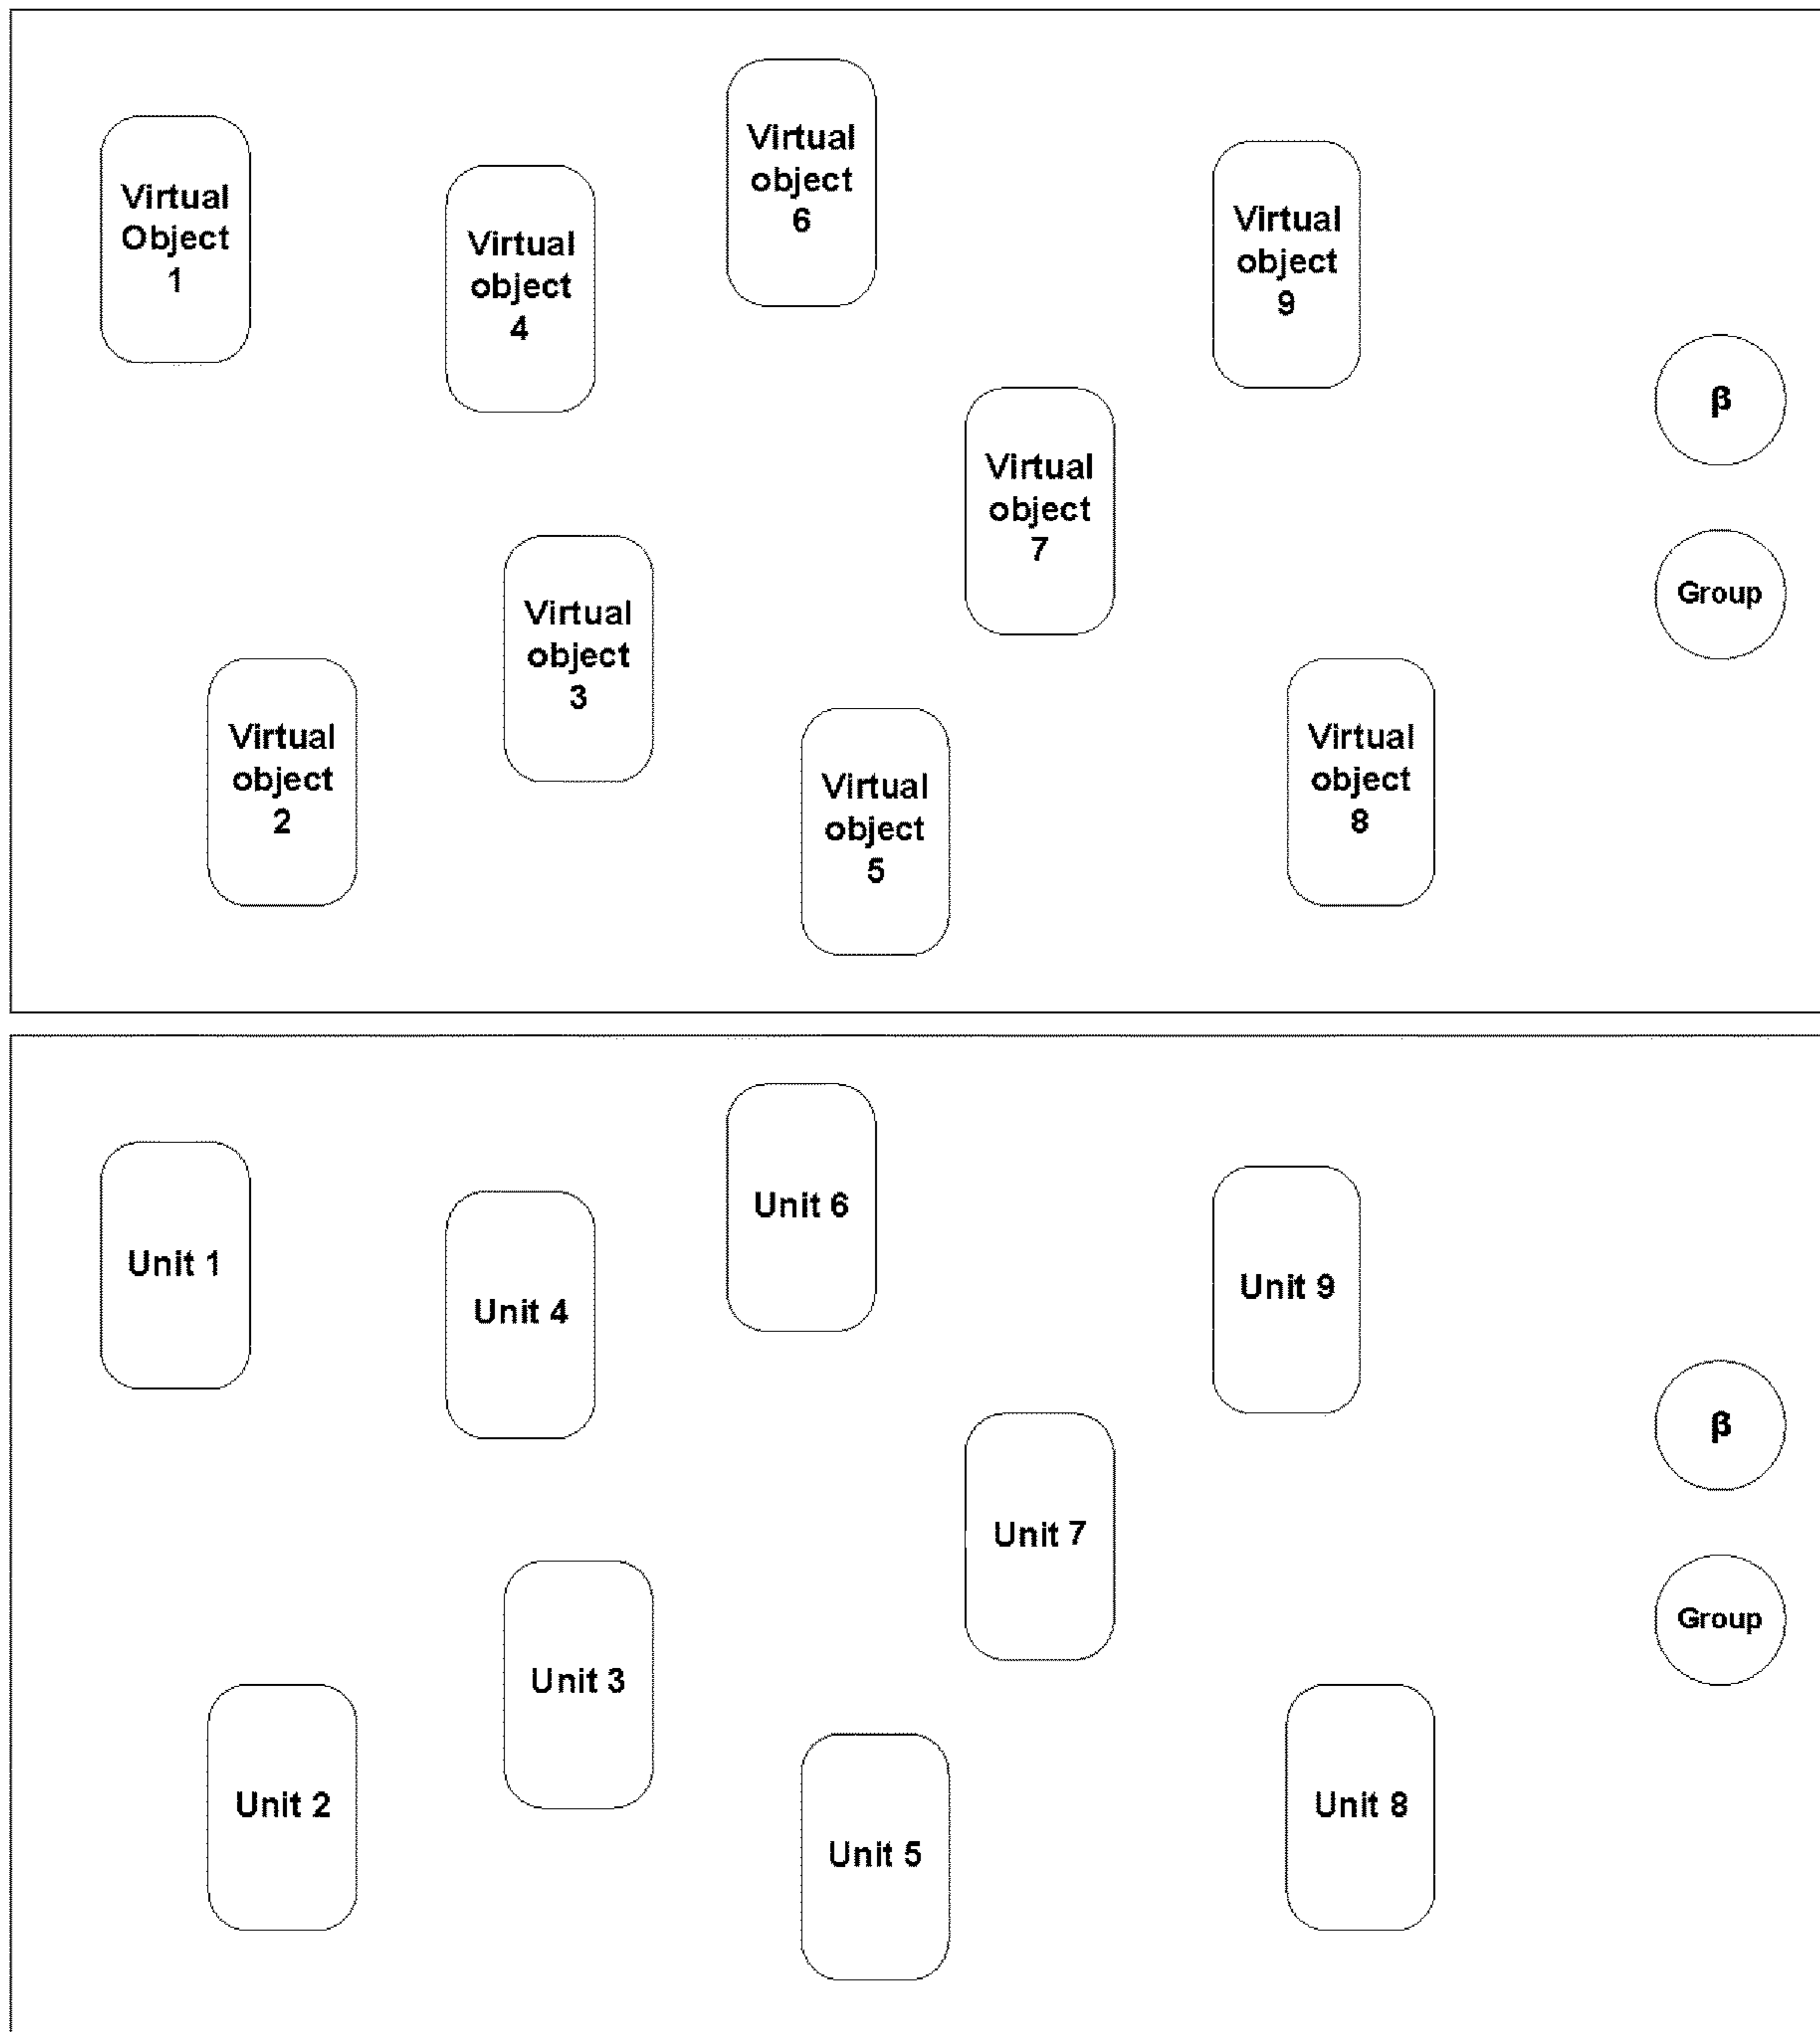 Virtual
Object
1
Virtual
object
4
Virtual
object
6
Virtual
object
9
β
Virtual
object
7
Group
Virtual
object
3
Virtual
object
2
Virtual
object
5
Virtual
object
8
Unit 1
Unit 4
Unit 6
Unit 9
β
Unit 7
Group
Unit 3
Unit 2
Unit 5
Unit 8